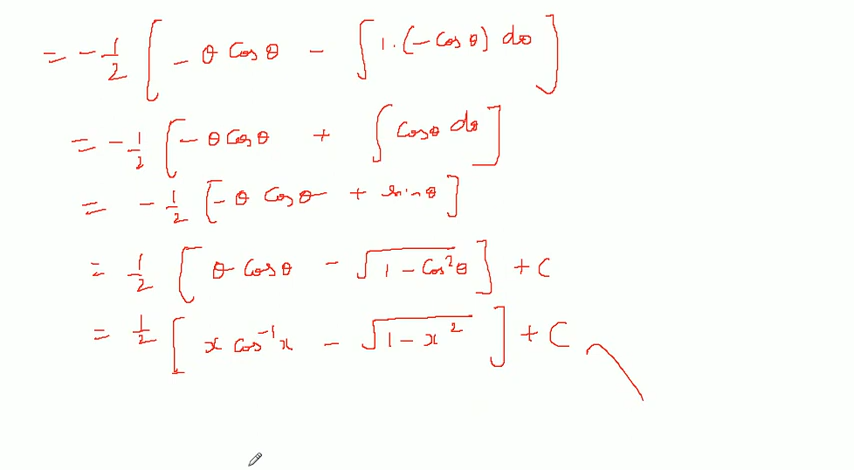 = -1/2 [ -θ Cosθ - ∫ 1·(-Cosθ) dθ ]
= -1/2 [ -θ Cosθ + ∫ Cosθ dθ ]
= -1/2 [ -θ Cosθ + sinθ ]
= 1/2 [ θ Cosθ - √(1 - Cos²θ) ] + C
= 1/2 [ x Cos⁻¹x - √(1 - x²) ] + C